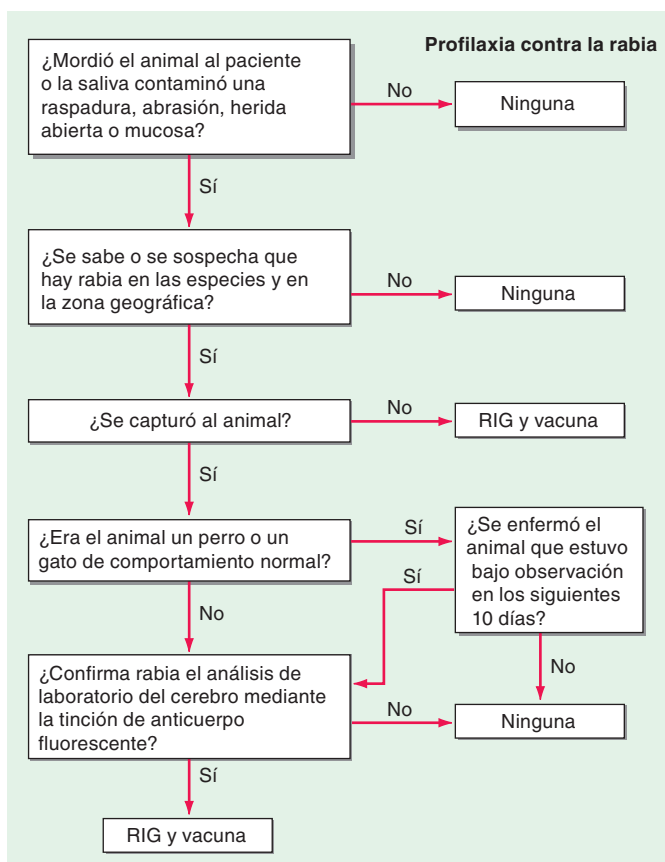 Profilaxia contra la rabia
¿Mordió el animal al paciente
o la saliva contaminó una
raspadura, abrasión, herida
abierta o mucosa?
No
Ninguna
Sí
¿Se sabe o se sospecha que
hay rabia en las especies y en
la zona geográfica?
No
Ninguna
Sí
¿Se capturó al animal?
No
RIG y vacuna
Sí
¿Era el animal un perro o un
gato de comportamiento normal?
Sí
¿Se enfermó el
animal que estuvo
bajo observación
en los siguientes
10 días?
Sí
No
No
¿Confirma rabia el análisis de
laboratorio del cerebro mediante
la tinción de anticuerpo
fluorescente?
No
Ninguna
Sí
RIG y vacuna